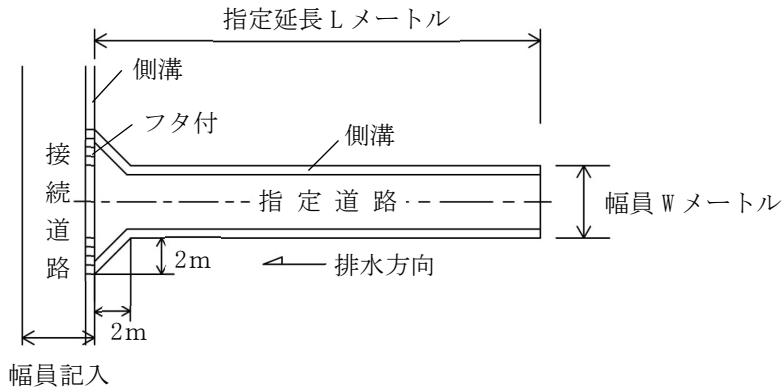 指定延長Lメートル
側溝
フタ付
側溝
接続道路
指定道路
幅員Wメートル
2m
排水方向
2m
幅員記入